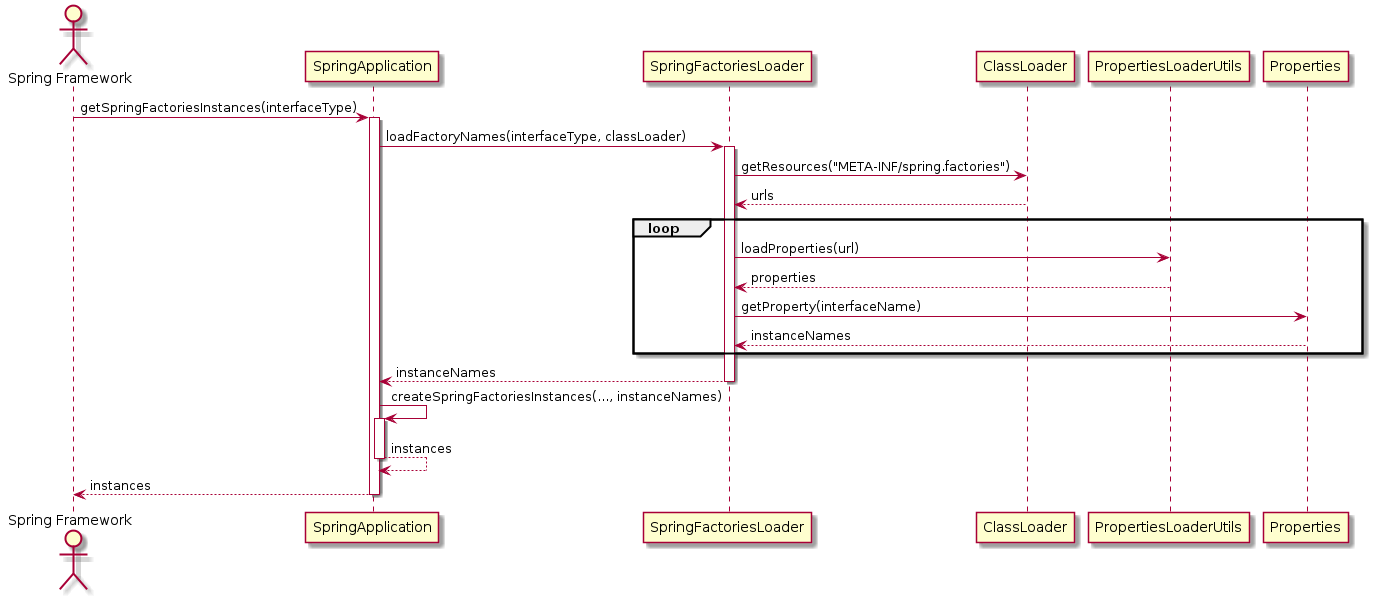 Spring Framework
SpringApplication
SpringFactoriesLoader
ClassLoader
PropertiesLoaderUtils
Properties
getSpringFactoriesInstances(interfaceType)
loadFactoryNames(interfaceType, classLoader)
getResources("META-INF/spring.factories")
urls
loop
loadProperties(url)
properties
getProperty(interfaceName)
instanceNames
instanceNames
createSpringFactoriesInstances(..., instanceNames)
instances
instances
Spring Framework
SpringApplication
SpringFactoriesLoader
ClassLoader
PropertiesLoaderUtils
Properties